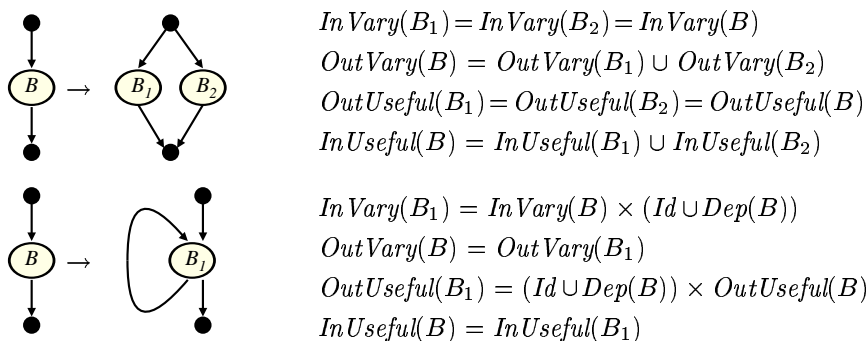 InVary(B₁) = InVary(B₂) = InVary(B)
OutVary(B) = OutVary(B₁) ∪ OutVary(B₂)
B → B₁ B₂
OutUseful(B₁) = OutUseful(B₂) = OutUseful(B)
InUseful(B) = InUseful(B₁) ∪ InUseful(B₂)
InVary(B₁) = InVary(B) × (Id ∪ Dep(B))
OutVary(B) = OutVary(B₁)
B → B₁
OutUseful(B₁) = (Id ∪ Dep(B)) × OutUseful(B)
InUseful(B) = InUseful(B₁)